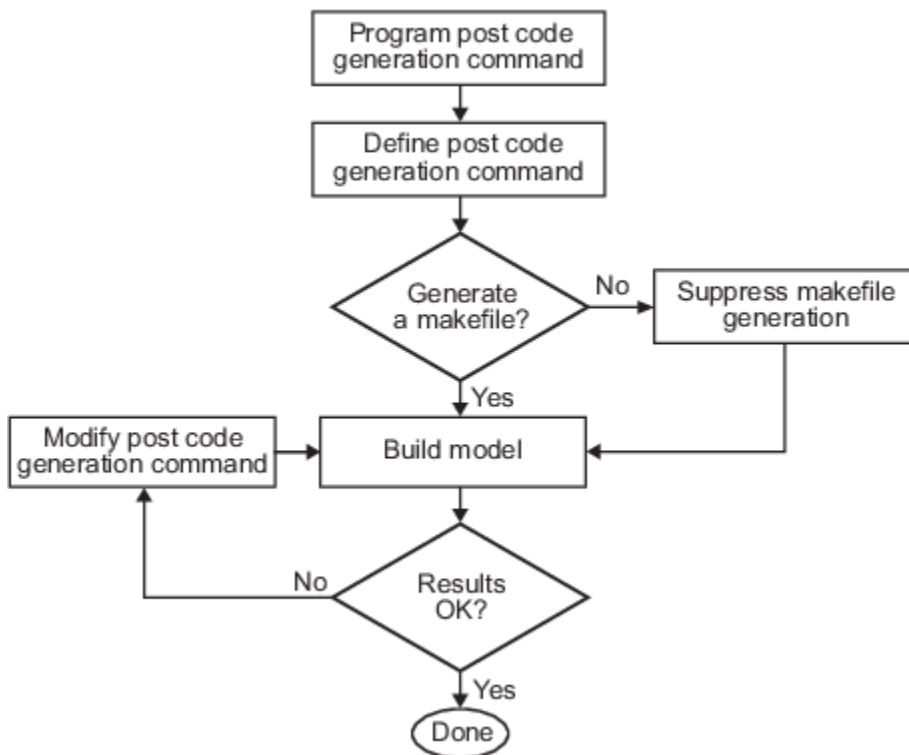 Program post code
generation command
Define post code
generation command
Generate
a makefile?
No
Suppress makefile
generation
Yes
Modify post code
generation command
Build model
No
Results
OK?
Yes
Done